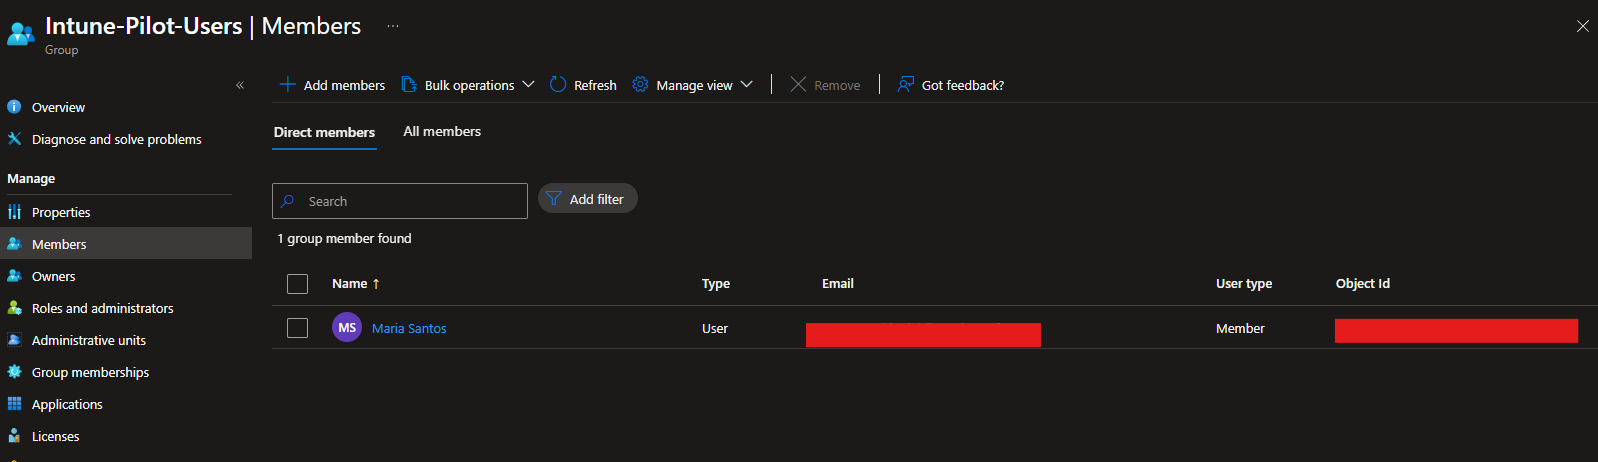 Intune-Pilot-Users | Members ...
Group
«
Overview
Diagnose and solve problems
Manage
Properties
Members
Owners
Roles and administrators
Administrative units
Group memberships
Applications
Licenses
Add members Bulk operations Refresh Manage view Remove Got feedback?
Direct members All members
Search Add filter
1 group member found
Name ↑ Type Email User type Object Id
MS Maria Santos User Member